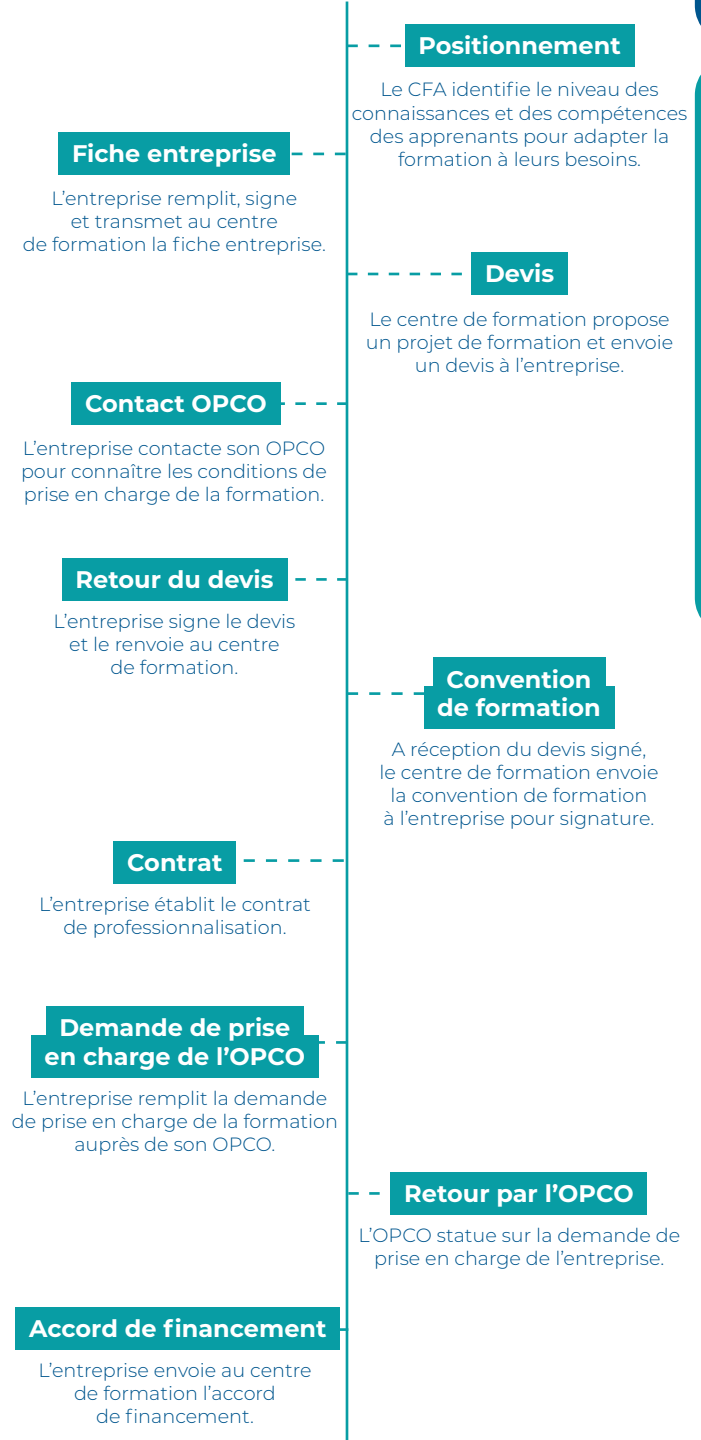 Positionnement
Le CFA identifie le niveau des
connaissances et des compétences
des apprenants pour adapter la
formation à leurs besoins.
Fiche entreprise
L’entreprise remplit, signe
et transmet au centre
de formation la fiche entreprise.
Devis
Le centre de formation propose
un projet de formation et envoie
un devis à l’entreprise.
Contact OPCO
L’entreprise contacte son OPCO
pour connaître les conditions de
prise en charge de la formation.
Retour du devis
L’entreprise signe le devis
et le renvoie au centre
de formation.
Convention
de formation
A réception du devis signé,
le centre de formation envoie
la convention de formation
à l’entreprise pour signature.
Contrat
L’entreprise établit le contrat
de professionnalisation.
Demande de prise
en charge de l’OPCO
L’entreprise remplit la demande
de prise en charge de la formation
auprès de son OPCO.
Retour par l’OPCO
L’OPCO statue sur la demande de
prise en charge de l’entreprise.
Accord de financement
L’entreprise envoie au centre
de formation l’accord
de financement.